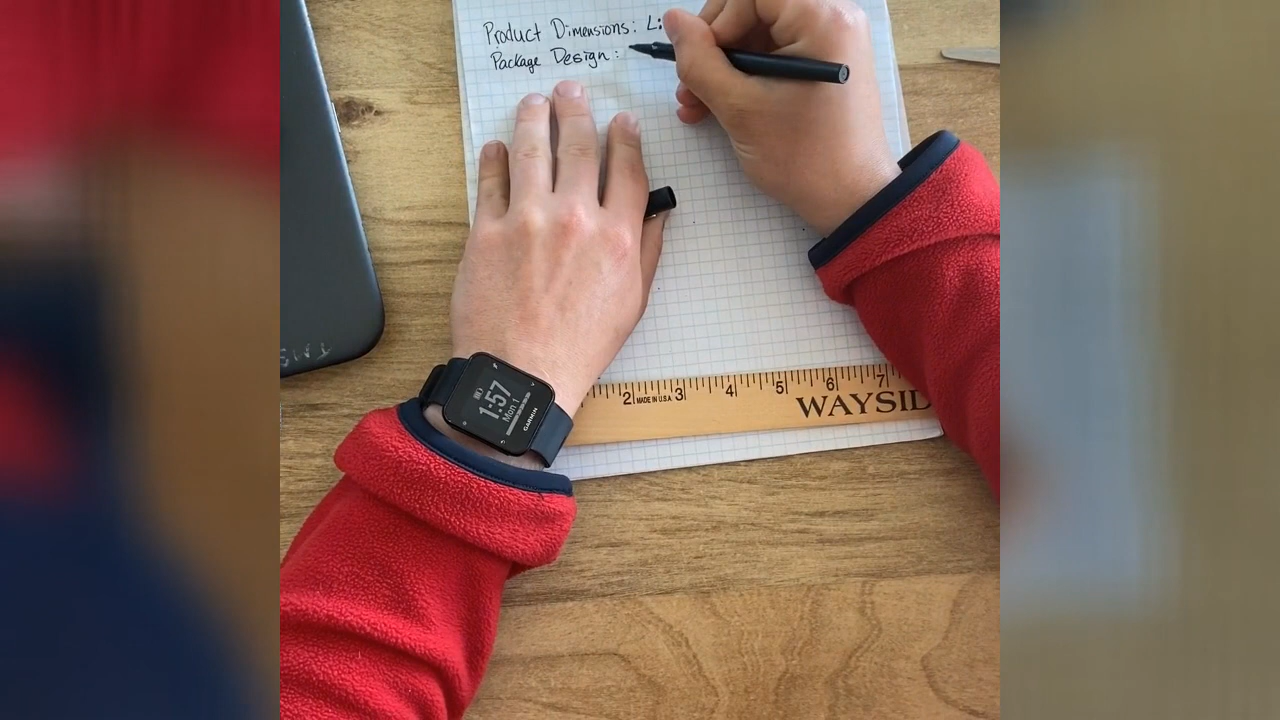 Product Dimensions: L:
Package Design:
1:57
Mon 1
GARMIN
2 3 4 5 6 7
MADE IN U.S.A.
WAYSID